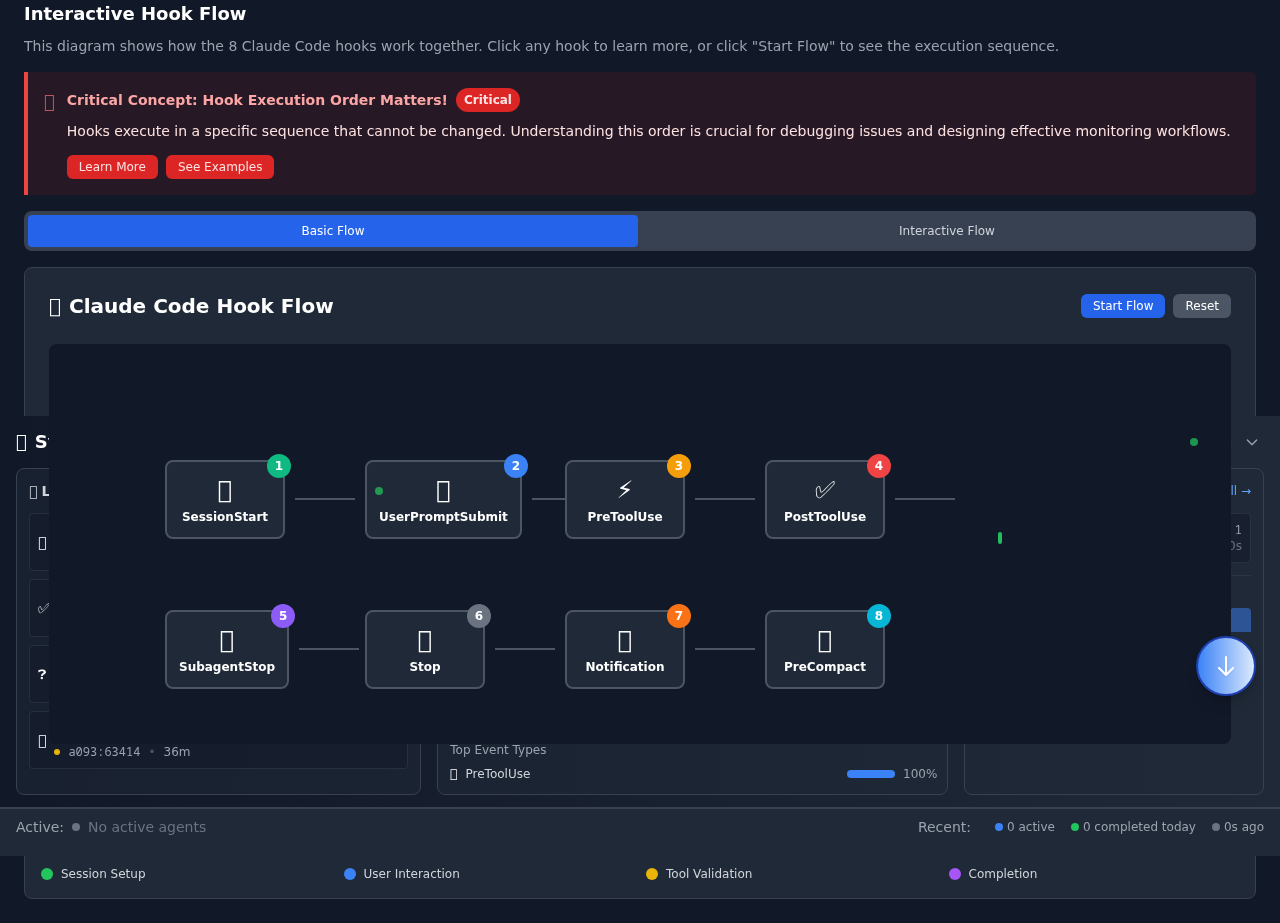 Interactive Hook Flow
This diagram shows how the 8 Claude Code hooks work together. Click any hook to learn more, or click "Start Flow" to see the execution sequence.
Critical Concept: Hook Execution Order Matters! Critical
Hooks execute in a specific sequence that cannot be changed. Understanding this order is crucial for debugging issues and designing effective monitoring workflows.
Learn More See Examples
Basic Flow Interactive Flow
Claude Code Hook Flow Start Flow Reset
1 2 3 4
SessionStart UserPromptSubmit PreToolUse PostToolUse
→
1
?
5 6 7 8
SubagentStop Stop Notification PreCompact
a093:63414 • 36m
Top Event Types
PreToolUse 100%
Active: No active agents Recent: 0 active 0 completed today 0s ago
Session Setup User Interaction Tool Validation Completion